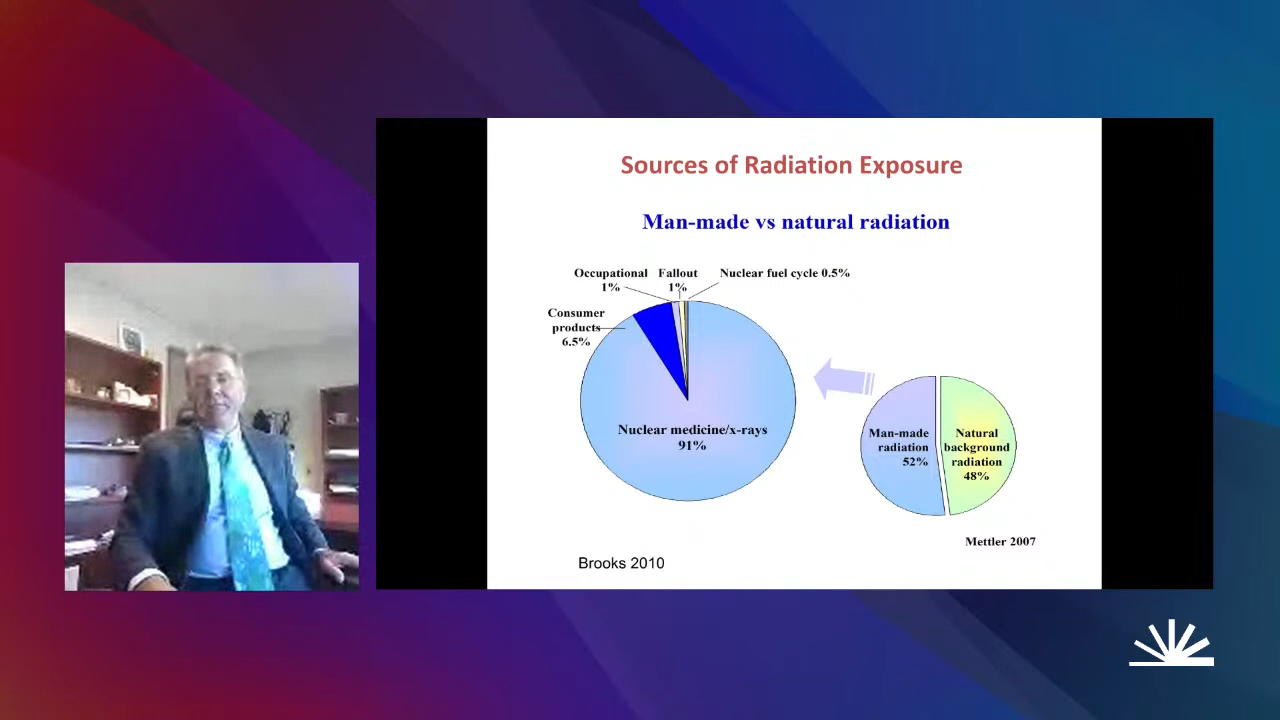 Sources of Radiation Exposure
Man-made vs natural radiation
Occupational
1%
Fallout
1%
Nuclear fuel cycle 0.5%
Consumer
products
6.5%
Nuclear medicine/x-rays
91%
Man-made
radiation
52%
Natural
background
radiation
48%
Mettler 2007
Brooks 2010